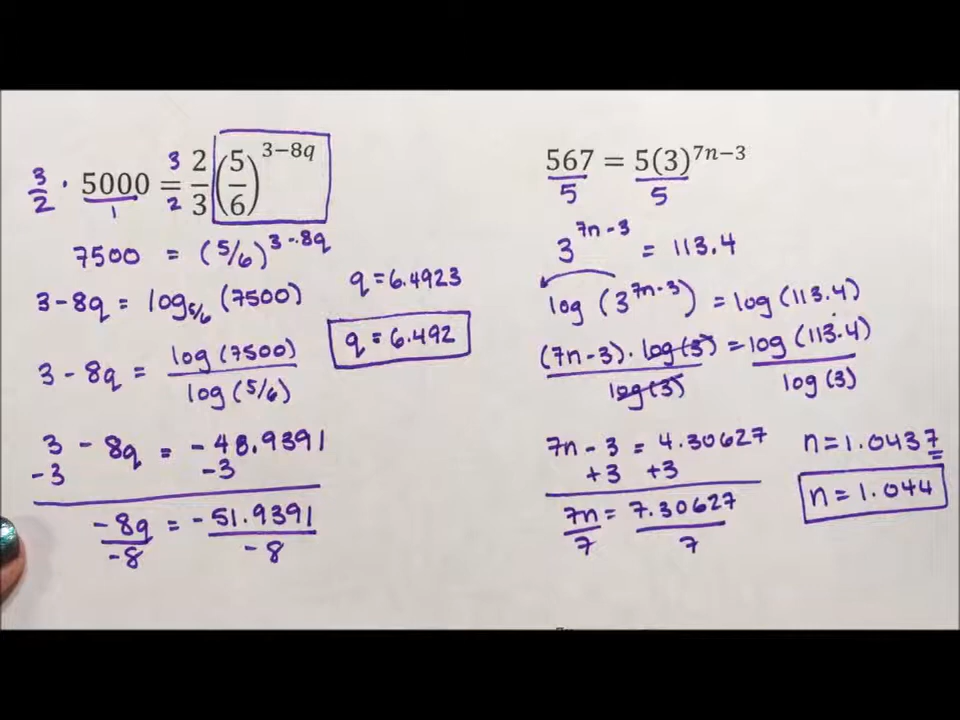 3/2 · 5000/1 = 3/2 2/3 (5/6)^{3−8q}
7500 = (5/6)^{3-8q}
3-8q = log_{5/6} (7500)
3-8q = log(7500)/log(5/6)
3 - 8q = -48.9391
-3 -3
-8q/-8 = -51.9391/-8
q = 6.4923
q = 6.492
567/5 = 5(3)^{7n−3}/5
3^{7n-3} = 113.4
log (3^{7n-3}) = log (113.4)
(7n-3) · log(3)/log(3) = log (113.4)/log (3)
7n - 3 = 4.30627
+3 +3
7n/7 = 7.30627/7
n = 1.0437
n = 1.044